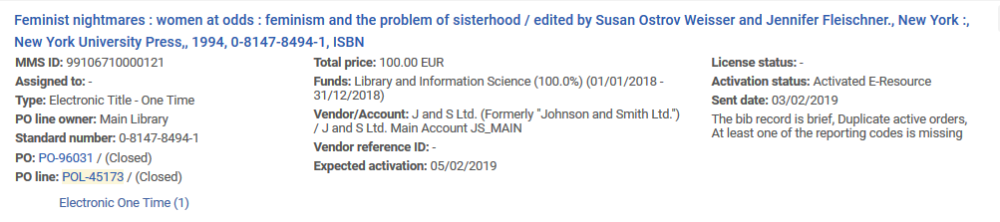 Feminist nightmares : women at odds : feminism and the problem of sisterhood / edited by Susan Ostrov Weisser and Jennifer Fleischner., New York :,
New York University Press,, 1994, 0-8147-8494-1, ISBN
MMS ID: 99106710000121
Assigned to: -
Type: Electronic Title - One Time
PO line owner: Main Library
Standard number: 0-8147-8494-1
PO: PO-96031 / (Closed)
PO line: POL-45173 / (Closed)
Electronic One Time (1)
Total price: 100.00 EUR
Funds: Library and Information Science (100.0%) (01/01/2018 -
31/12/2018)
Vendor/Account: J and S Ltd. (Formerly "Johnson and Smith Ltd.")
/ J and S Ltd. Main Account JS_MAIN
Vendor reference ID: -
Expected activation: 05/02/2019
License status: -
Activation status: Activated E-Resource
Sent date: 03/02/2019
The bib record is brief, Duplicate active orders,
At least one of the reporting codes is missing